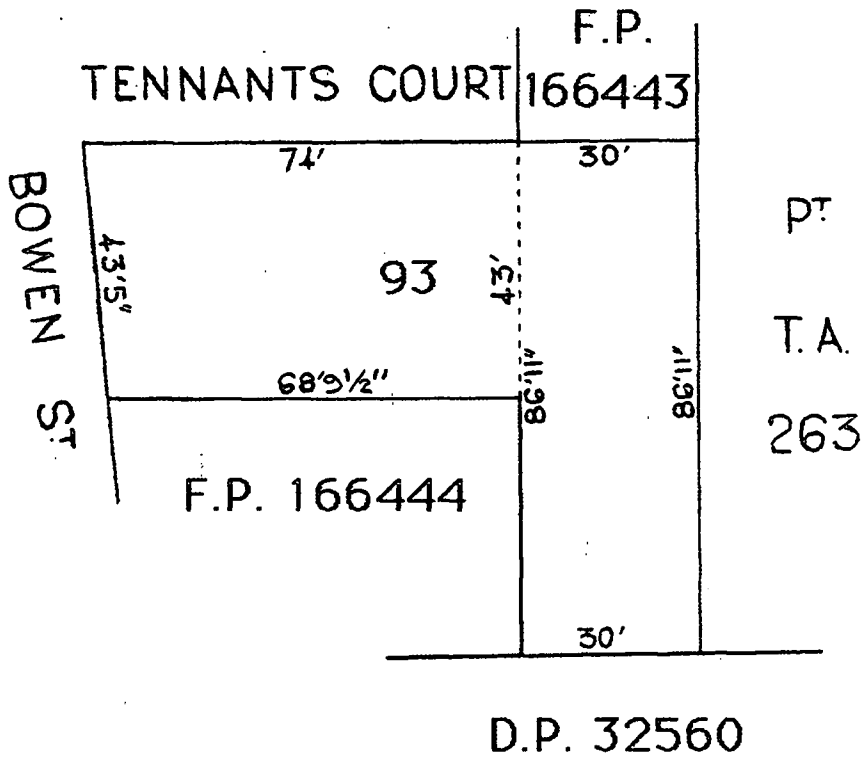 F.P.
TENNANTS COURT
166443
71'
30'
BOWEN ST
43'5"
93
43'
PT
T.A.
263
68'9½"
86'11"
86'11"
F.P. 166444
30'
D.P. 32560